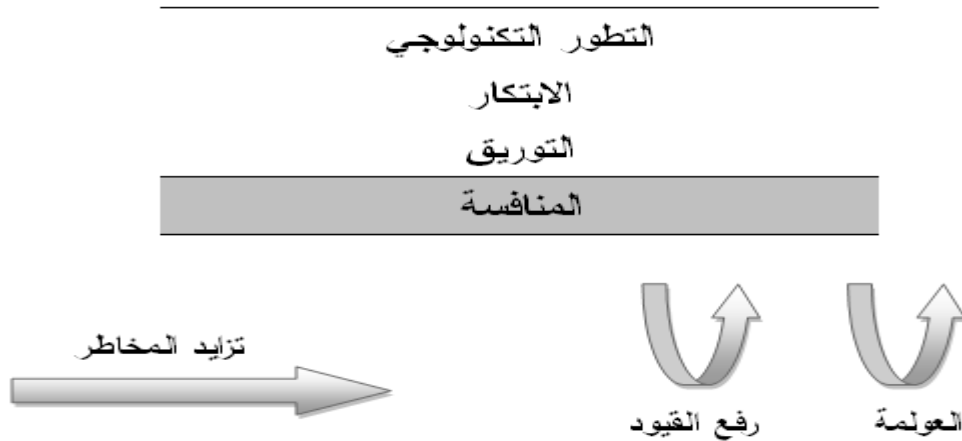 التطور التكنولوجي
الابتكار
التوريق
المنافسة
تزايد المخاطر
العولمة
رفع القيود